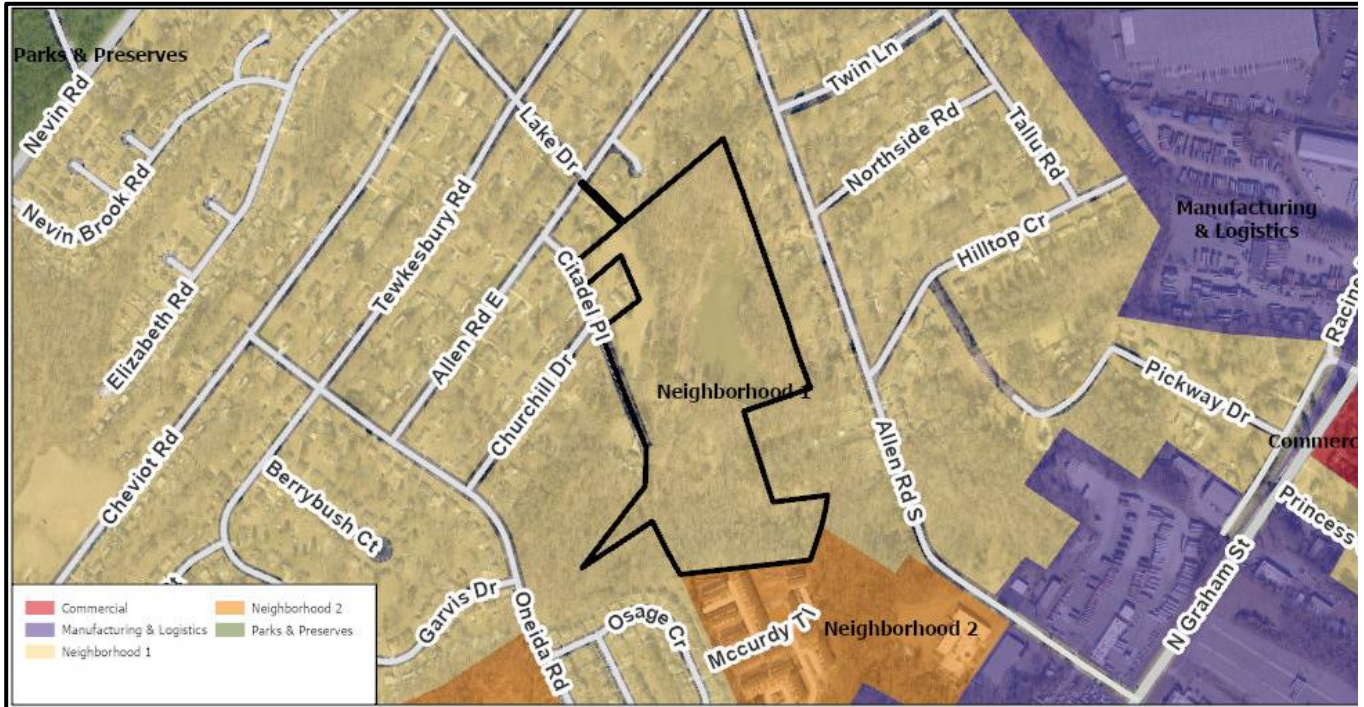 Parks & Preserves
Nevin Rd
Nevin Brook Rd
Elizabeth Rd
Cheviot Rd
Tewkesbury Rd
Lake Dr
Allen Rd E
Citadel Pl
Churchill Dr
Berrybush Ct
Garvis Dr
Oneida Rd
Osage Cr
Mccurdy Tl
Neighborhood 1
Neighborhood 2
Twin Ln
Northside Rd
Tallu Rd
Hilltop Cr
Allen Rd S
Manufacturing
& Logistics
Racine
Pickway Dr
Commerc
Princess
N Graham St
Commercial
Manufacturing & Logistics
Neighborhood 1
Neighborhood 2
Parks & Preserves